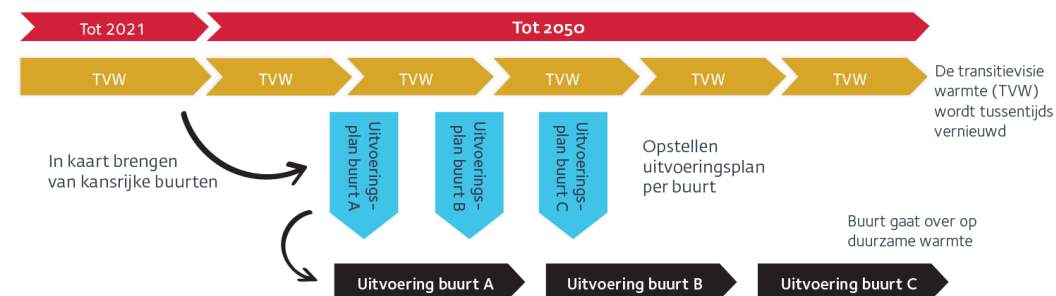 Tot 2021
Tot 2050
TVW
TVW
TVW
TVW
TVW
TVW
De transitievisie
warmte (TVW)
wordt tussentijds
vernieuwd
In kaart brengen
van kansrijke buurten
Uitvoerings-
plan buurt A
Uitvoerings-
plan buurt B
Uitvoerings-
plan buurt C
Opstellen
uitvoeringsplan
per buurt
Buurt gaat over op
duurzame warmte
Uitvoering buurt A
Uitvoering buurt B
Uitvoering buurt C